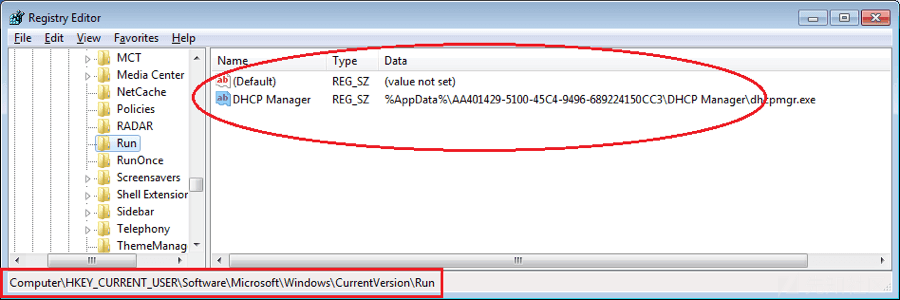 Registry Editor
File Edit View Favorites Help
MCT
Media Center
NetCache
Policies
RADAR
Run
RunOnce
Screensavers
Shell Extension
Sidebar
Telephony
ThemeManag
Name Type Data
ab (Default) REG_SZ (value not set)
ab DHCP Manager REG_SZ %AppData%\AA401429-5100-45C4-9496-689224150CC3\DHCP Manager\dhcpmgr.exe
Computer\HKEY_CURRENT_USER\Software\Microsoft\Windows\CurrentVersion\Run